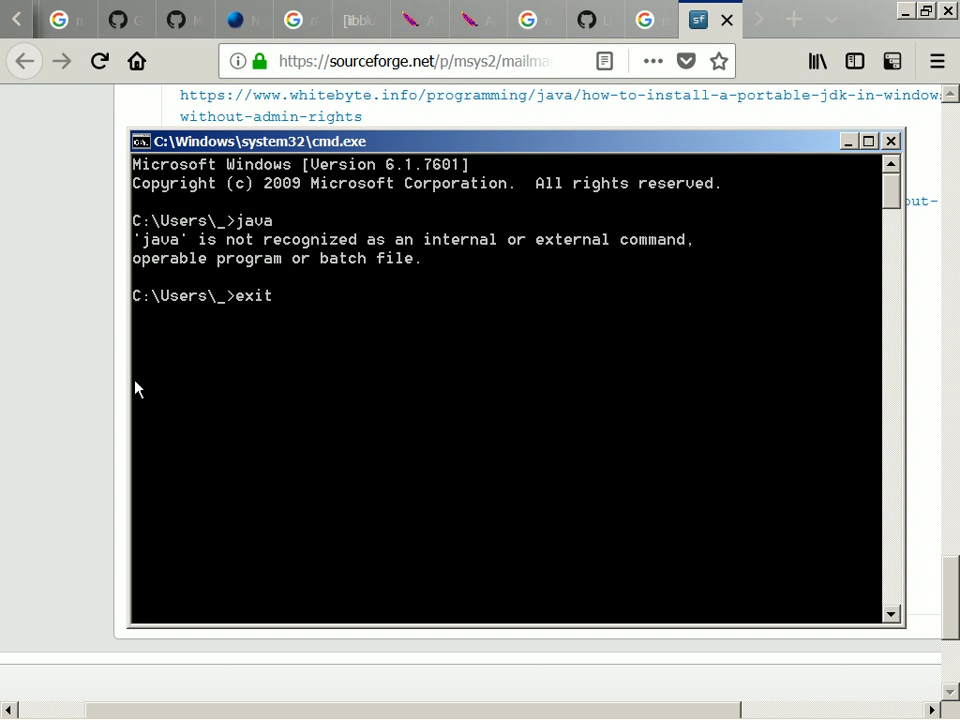 https://sourceforge.net/p/msys2/mailma
https://www.whitebyte.info/programming/java/how-to-install-a-portable-jdk-in-windows
without-admin-rights
C:\Windows\system32\cmd.exe
Microsoft Windows [Version 6.1.7601]
Copyright (c) 2009 Microsoft Corporation.  All rights reserved.
C:\Users\_>java
'java' is not recognized as an internal or external command,
operable program or batch file.
C:\Users\_>exit
out-